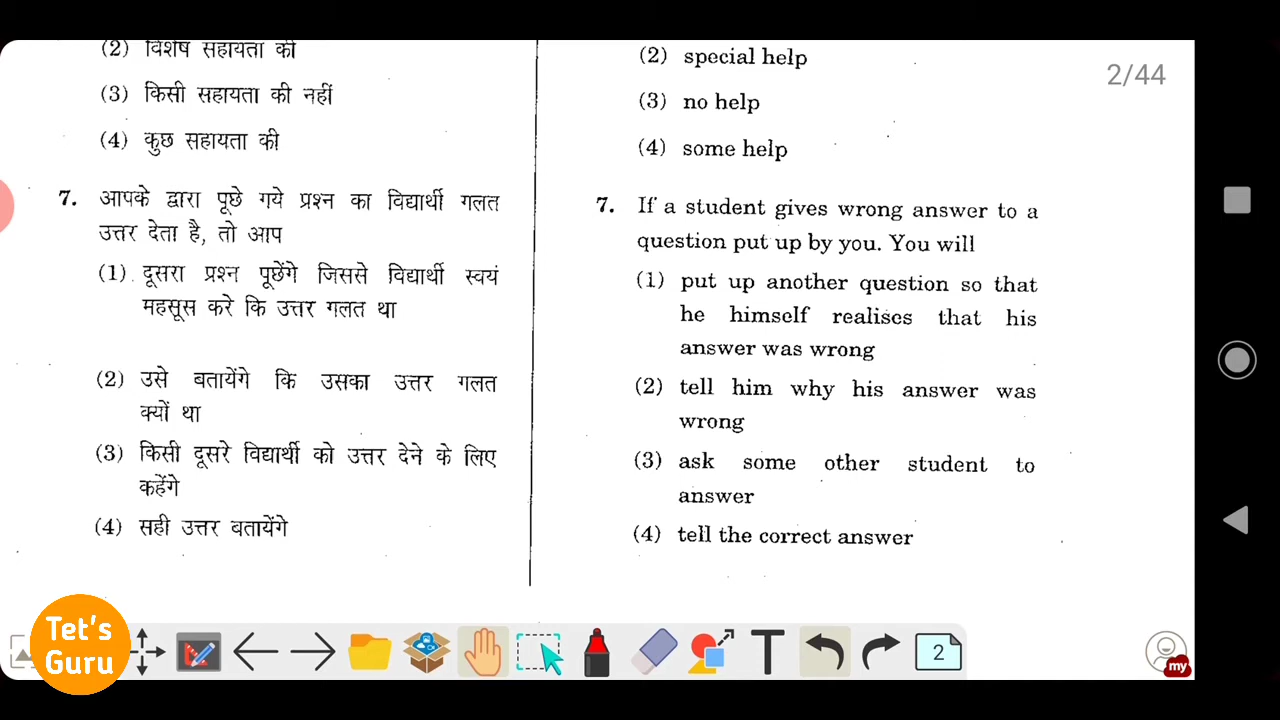 (2) विशेष सहायता की
(3) किसी सहायता की नहीं
(4) कुछ सहायता की
7. आपके द्वारा पूछे गये प्रश्न का विद्यार्थी गलत
उत्तर देता है, तो आप
(1) दूसरा प्रश्न पूछेंगे जिससे विद्यार्थी स्वयं
महसूस करे कि उत्तर गलत था
(2) उसे बतायेंगे कि उसका उत्तर गलत
क्यों था
(3) किसी दूसरे विद्यार्थी को उत्तर देने के लिए
कहेंगे
(4) सही उत्तर बतायेंगे
(2) special help
(3) no help
(4) some help
7. If a student gives wrong answer to a
question put up by you. You will
(1) put up another question so that
he himself realises that his
answer was wrong
(2) tell him why his answer was
wrong
(3) ask some other student to
answer
(4) tell the correct answer
2/44
Tet's
Guru
T
2
my